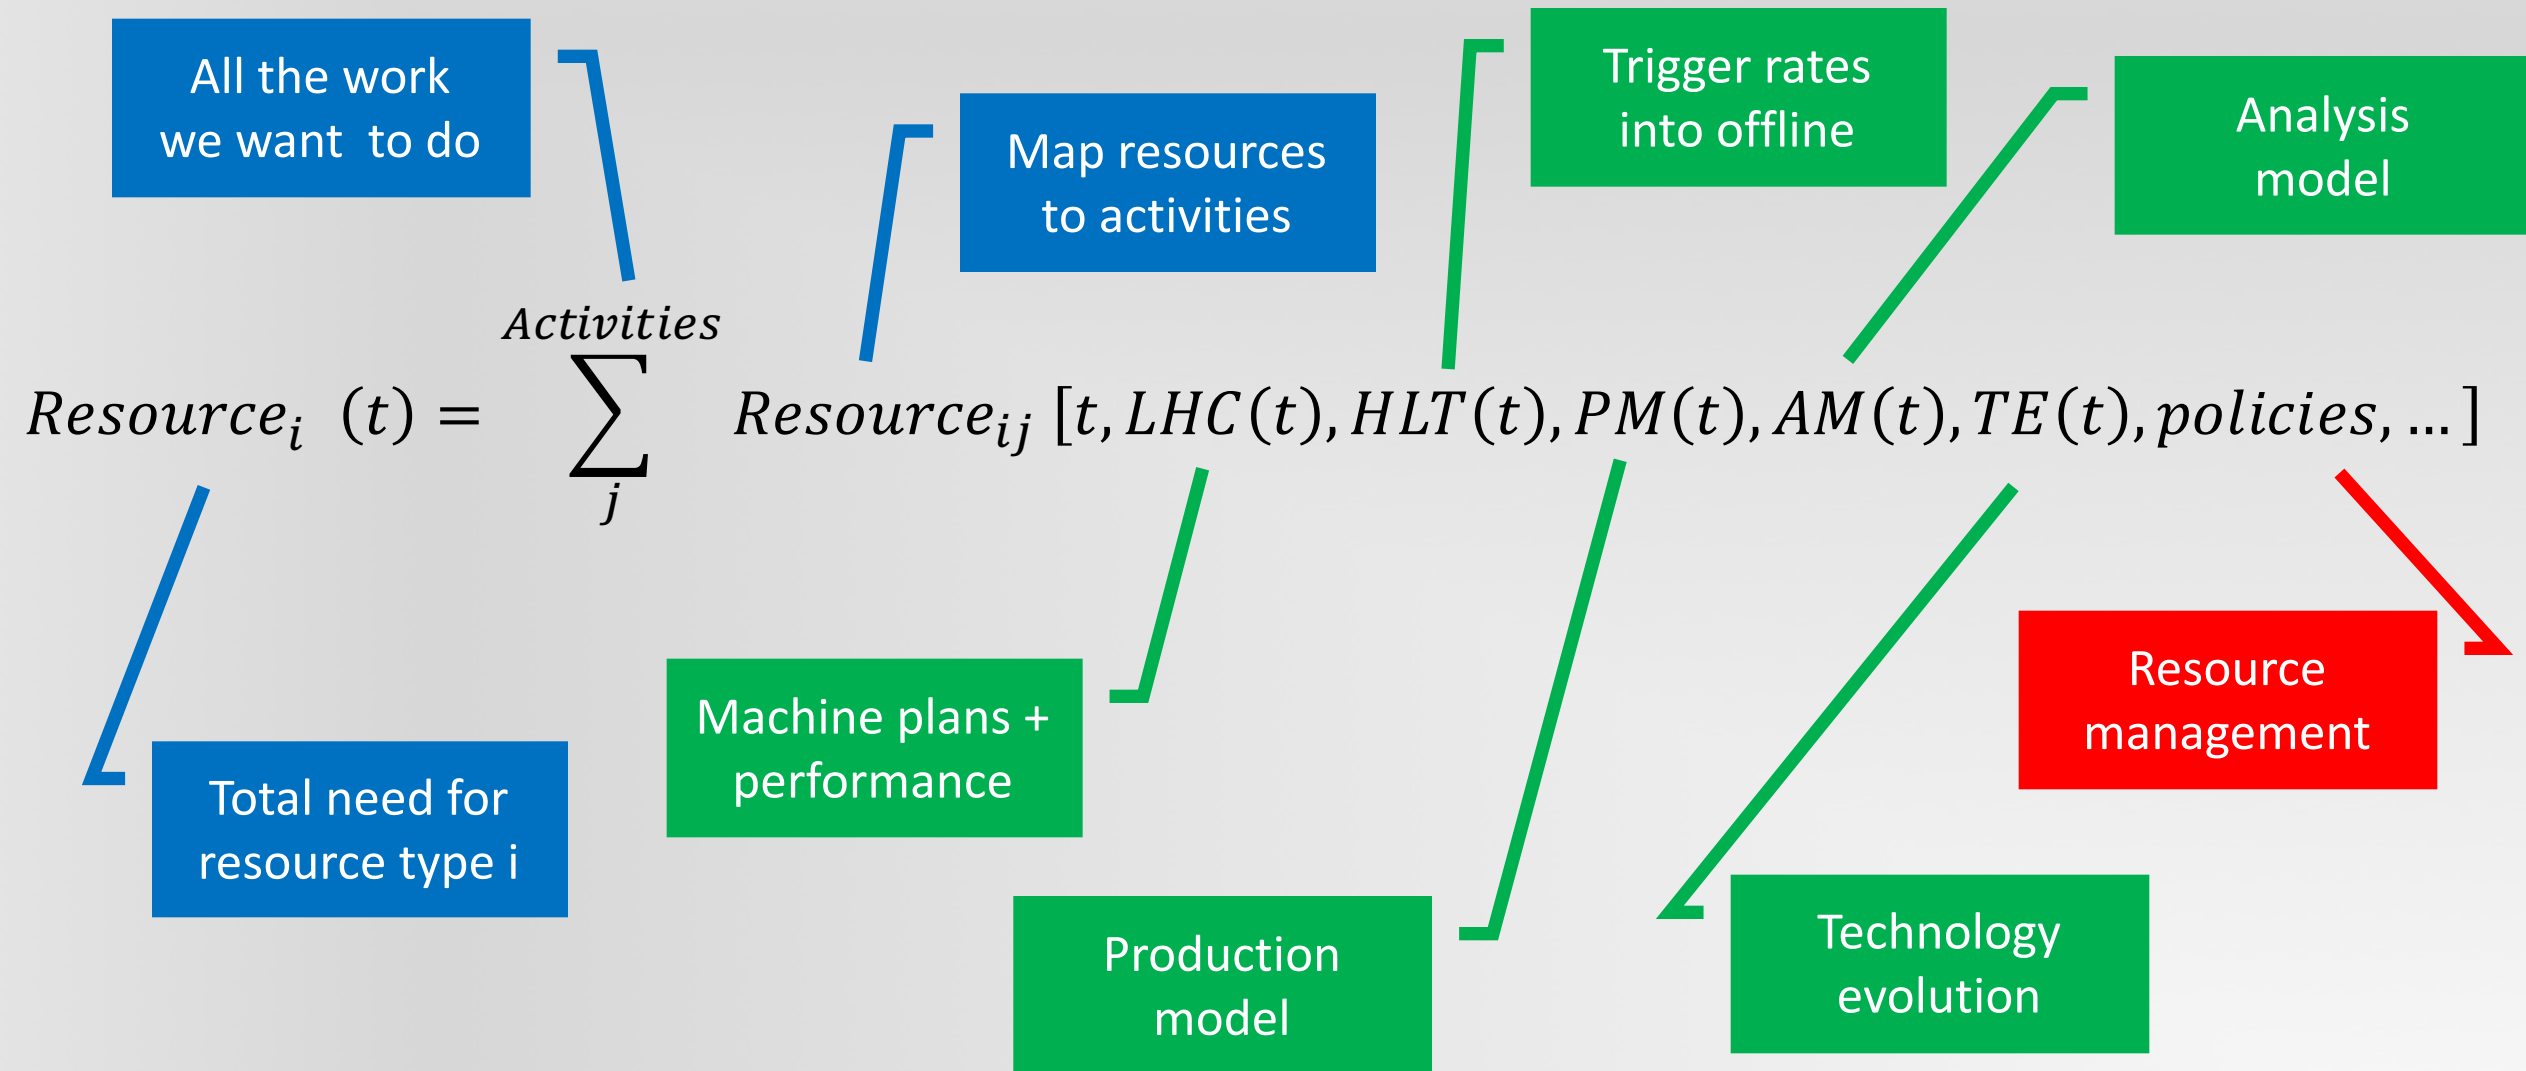 All the work
we want  to do
Map resources
to activities
Trigger rates
into offline
Analysis
model
Activities
Resource_i (t) = ∑ Resource_ij [t, LHC(t), HLT(t), PM(t), AM(t), TE(t), policies, … ]
j
Machine plans +
performance
Resource
management
Total need for
resource type i
Production
model
Technology
evolution